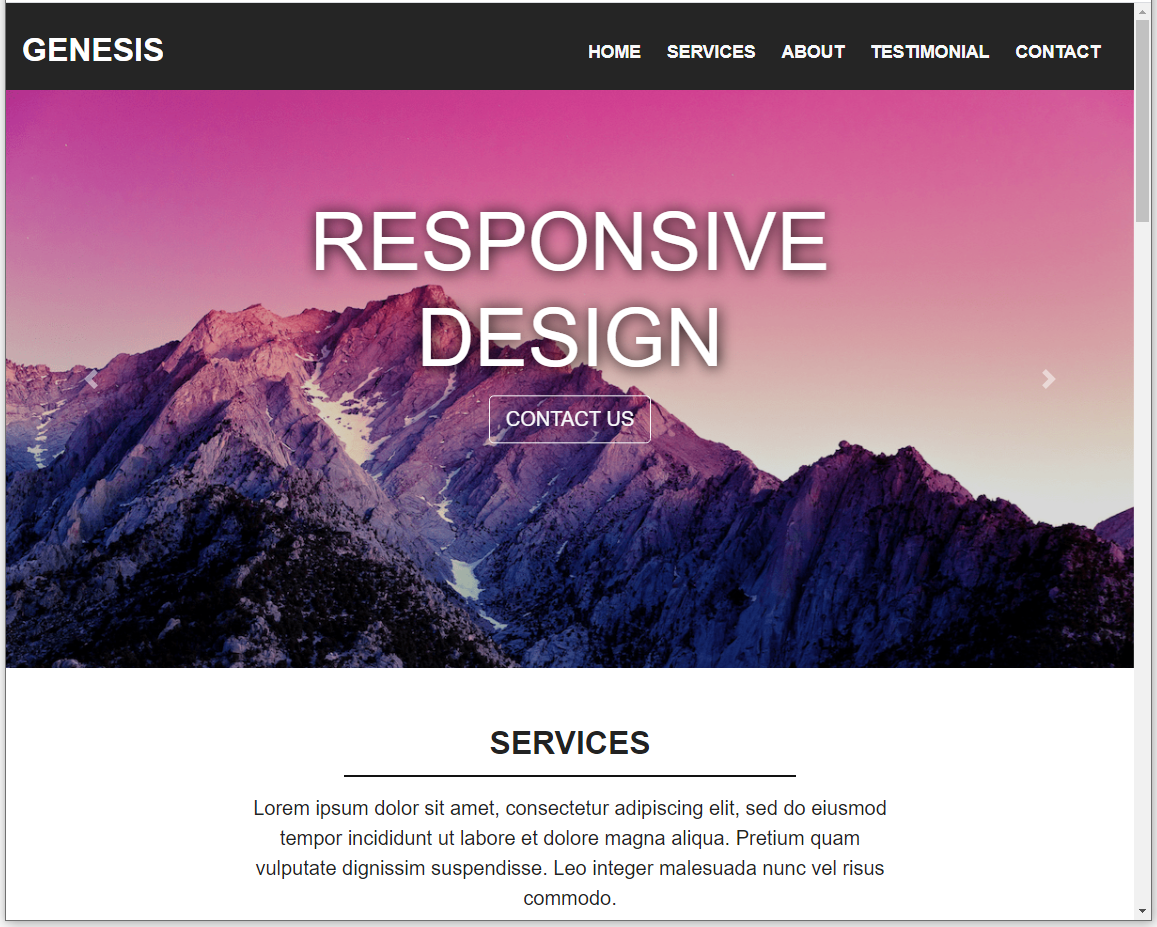 GENESIS
HOME SERVICES ABOUT TESTIMONIAL CONTACT
RESPONSIVE
DESIGN
CONTACT US
SERVICES
Lorem ipsum dolor sit amet, consectetur adipiscing elit, sed do eiusmod
tempor incididunt ut labore et dolore magna aliqua. Pretium quam
vulputate dignissim suspendisse. Leo integer malesuada nunc vel risus
commodo.